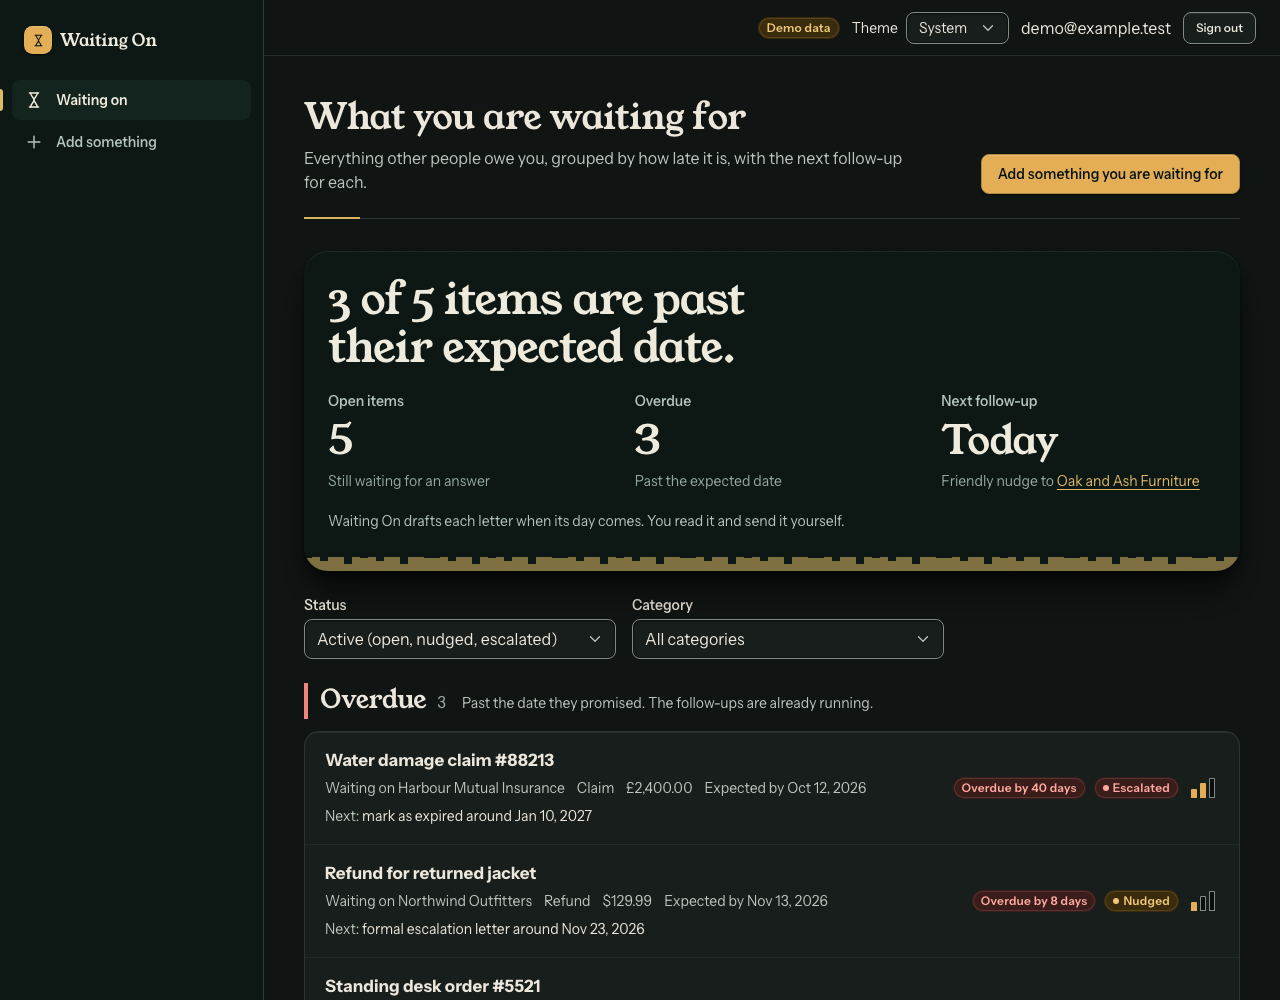 Waiting On
Demo data
Theme
System
demo@example.test
Sign out
Waiting on
Add something
What you are waiting for
Everything other people owe you, grouped by how late it is, with the next follow-up
for each.
Add something you are waiting for
3 of 5 items are past
their expected date.
Open items
5
Still waiting for an answer
Overdue
3
Past the expected date
Next follow-up
Today
Friendly nudge to Oak and Ash Furniture
Waiting On drafts each letter when its day comes. You read it and send it yourself.
Status
Active (open, nudged, escalated)
Category
All categories
Overdue 3 Past the date they promised. The follow-ups are already running.
Water damage claim #88213
Waiting on Harbour Mutual Insurance Claim £2,400.00 Expected by Oct 12, 2026
Next: mark as expired around Jan 10, 2027
Overdue by 40 days
Escalated
Refund for returned jacket
Waiting on Northwind Outfitters Refund $129.99 Expected by Nov 13, 2026
Next: formal escalation letter around Nov 23, 2026
Overdue by 8 days
Nudged
Standing desk order #5521